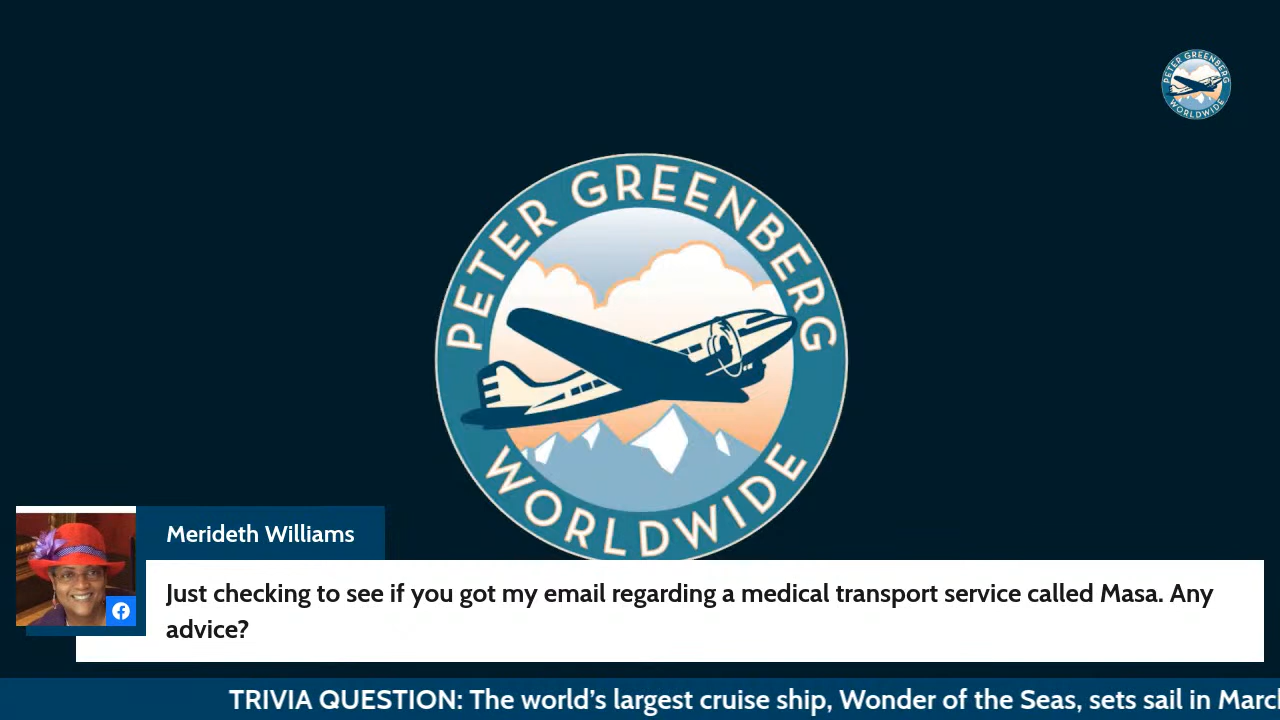 PETER GREENBERG
WORLDWIDE
PETER GREENBERG
WORLDWIDE
Merideth Williams
Just checking to see if you got my email regarding a medical transport service called Masa. Any
advice?
TRIVIA QUESTION: The world’s largest cruise ship, Wonder of the Seas, sets sail in March